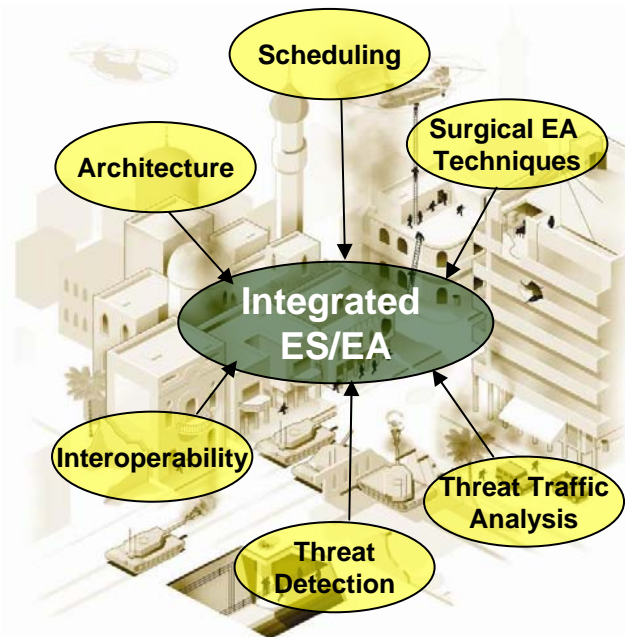 Scheduling
Surgical EA
Techniques
Architecture
Integrated
ES/EA
Interoperability
Threat Traffic
Analysis
Threat
Detection